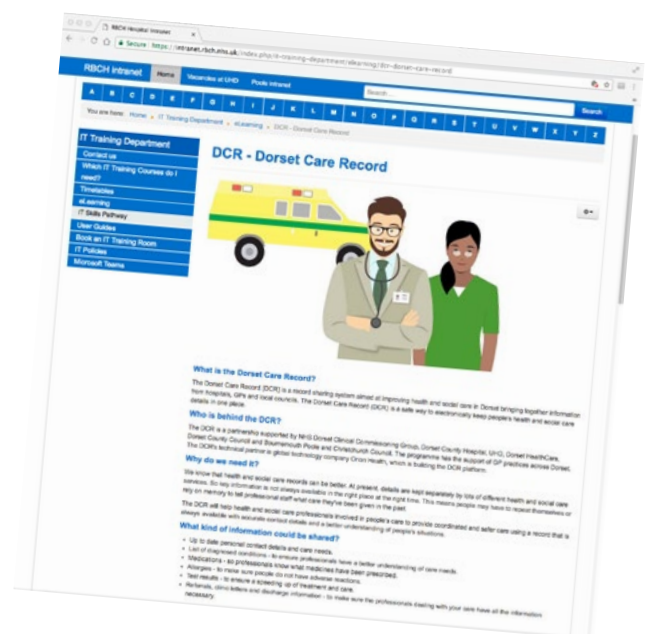 RBCH Hospital Intranet
Secure https://intranet.rbch.nhs.uk/index.php/it-training-department/elearning/dcr-dorset-care-record
RBCH Intranet Home Vacancies at UHD Pools Intranet Search... Search
A B C D E F G H I J K L M N O P Q R S T U V W X Y Z
You are here: Home IT Training Department eLearning DCR - Dorset Care Record
IT Training Department
Contact us
Which IT Training Courses do I
need?
Timetables
eLearning
IT Skills Pathway
User Guides
Book an IT Training Room
IT Policies
Microsoft Teams
DCR - Dorset Care Record
What is the Dorset Care Record?
The Dorset Care Record (DCR) is a record sharing system aimed at improving health and social care in Dorset bringing together information
from hospitals, GPs and local councils. The Dorset Care Record (DCR) is a safe way to electronically keep people's health and social care
details in one place.
Who is behind the DCR?
The DCR is a partnership supported by NHS Dorset Clinical Commissioning Group, Dorset County Hospital, UHD, Dorset HealthCare,
Dorset County Council and Bournemouth Poole and Christchurch Council. The programme has the support of GP practices across Dorset.
The DCR's technical partner is global technology company Orion Health, whom is building the DCR platform.
Why do we need it?
We know that health and social care records can be better. At present, details are kept separately by lots of different health and social care
services. So key information is not always available in the right place at the right time. This means people may have to repeat themselves or
rely on memory to tell professional staff what care they've been given in the past.
The DCR will help health and social care professionals involved in people's care to provide coordinated and safer care using a record that is
always available with accurate contact details and a better understanding of people's situations.
What kind of information could be shared?
• Up to date personal contact details and care needs.
• List of diagnosed conditions - to ensure professionals have a better understanding of care needs.
• Medications - so professionals know what medicines have been prescribed.
• Allergies - to make sure people do not have adverse reactions.
• Test results - to ensure a speeding up of treatment and care.
• Referrals, clinic letters and discharge information - to make sure the professionals dealing with your care have all the information
necessary.